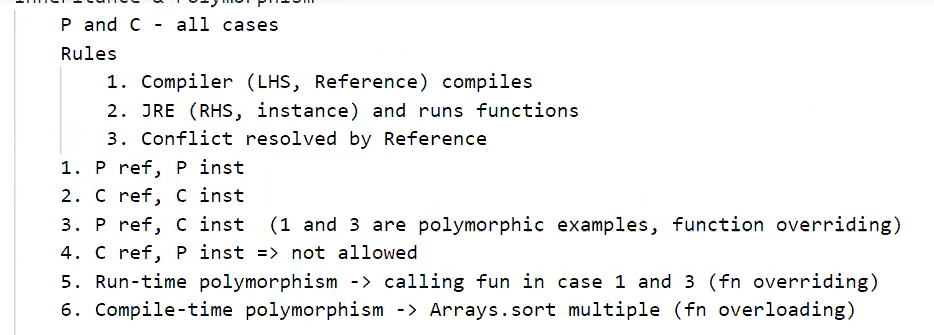 Inheritance & Polymorphism
P and C - all cases
Rules
1. Compiler (LHS, Reference) compiles
2. JRE (RHS, instance) and runs functions
3. Conflict resolved by Reference
1. P ref, P inst
2. C ref, C inst
3. P ref, C inst  (1 and 3 are polymorphic examples, function overriding)
4. C ref, P inst => not allowed
5. Run-time polymorphism -> calling fun in case 1 and 3 (fn overriding)
6. Compile-time polymorphism -> Arrays.sort multiple (fn overloading)